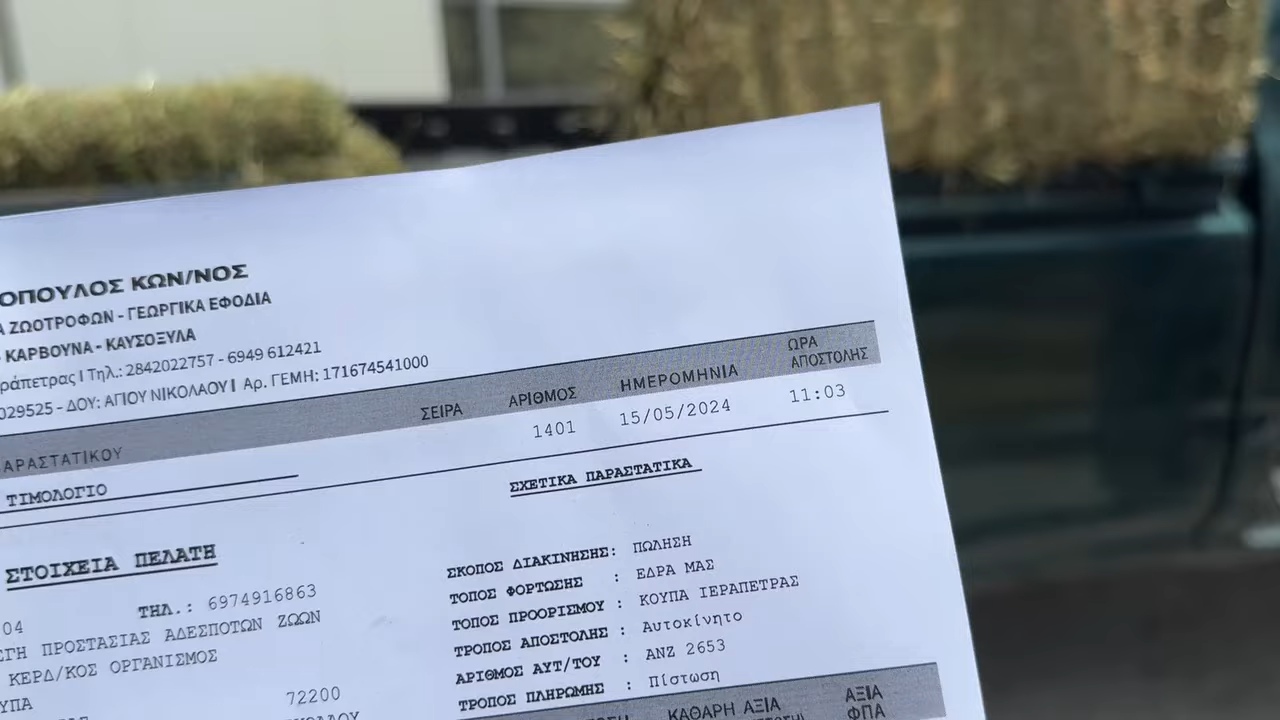 ΟΠΟΥΛΟΣ ΚΩΝ/ΝΟΣ
Α ΖΩΟΤΡΟΦΩΝ - ΓΕΩΡΓΙΚΑ ΕΦΟΔΙΑ
ΚΑΡΒΟΥΝΑ - ΚΑΥΣΟΞΥΛΑ
ράπετρας Ι Τηλ.: 2842022757 - 6949 612421
029525 - ΔΟΥ: ΑΓΙΟΥ ΝΙΚΟΛΑΟΥ Ι Αρ. ΓΕΜΗ: 171674541000
ΑΡΑΣΤΑΤΙΚΟΥ ΣΕΙΡΑ ΑΡΙΘΜΟΣ ΗΜΕΡΟΜΗΝΙΑ ΩΡΑ ΑΠΟΣΤΟΛΗΣ
ΤΙΜΟΛΟΓΙΟ 1401 15/05/2024 11:03
ΣΧΕΤΙΚΑ ΠΑΡΑΣΤΑΤΙΚΑ
ΣΤΟΙΧΕΙΑ ΠΕΛΑΤΗ
ΤΗΛ.: 6974916863
04
ΣΓΗ ΠΡΟΣΤΑΣΙΑΣ ΑΔΕΣΠΟΤΩΝ ΖΩΩΝ
ΚΕΡΔ/ΚΟΣ ΟΡΓΑΝΙΣΜΟΣ
ΥΠΑ 72200
ΣΚΟΠΟΣ ΔΙΑΚΙΝΗΣΗΣ: ΠΩΛΗΣΗ
ΤΟΠΟΣ ΦΟΡΤΩΣΗΣ : ΕΔΡΑ ΜΑΣ
ΤΟΠΟΣ ΠΡΟΟΡΙΣΜΟΥ : ΚΟΥΠΑ ΙΕΡΑΠΕΤΡΑΣ
ΤΡΟΠΟΣ ΑΠΟΣΤΟΛΗΣ : Αυτοκίνητο
ΑΡΙΘΜΟΣ ΑΥΤ/ΤΟΥ : ΑΝΖ 2653
ΤΡΟΠΟΣ ΠΛΗΡΩΜΗΣ : Πίστωση
ΚΑΘΑΡΗ ΑΞΙΑ ΑΞΙΑ ΦΠΑ